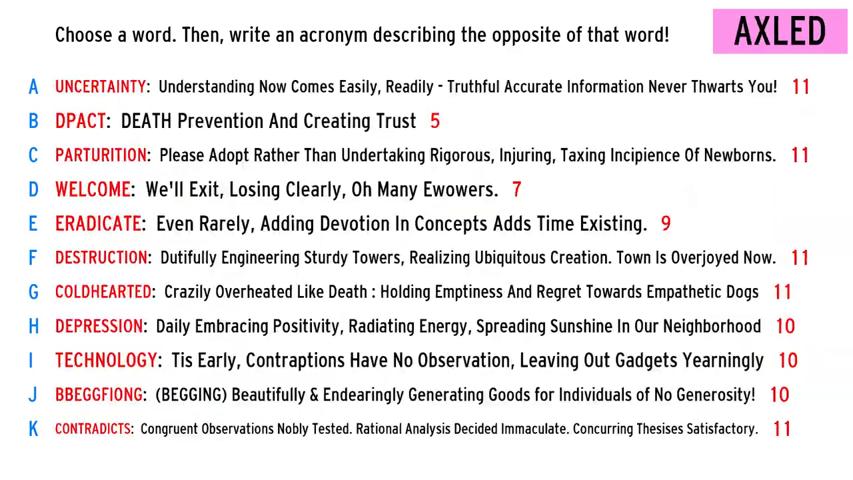 Choose a word. Then, write an acronym describing the opposite of that word!
AXLED
A UNCERTAINTY: Understanding Now Comes Easily, Readily - Truthful Accurate Information Never Thwarts You! 11
B DPACT: DEATH Prevention And Creating Trust 5
C PARTURITION: Please Adopt Rather Than Undertaking Rigorous, Injuring, Taxing Incipience Of Newborns. 11
D WELCOME: We'll Exit, Losing Clearly, Oh Many Ewowers. 7
E ERADICATE: Even Rarely, Adding Devotion In Concepts Adds Time Existing. 9
F DESTRUCTION: Dutifully Engineering Sturdy Towers, Realizing Ubiquitous Creation. Town Is Overjoyed Now. 11
G COLDHEARTED: Crazily Overheated Like Death : Holding Emptiness And Regret Towards Empathetic Dogs 11
H DEPRESSION: Daily Embracing Positivity, Radiating Energy, Spreading Sunshine In Our Neighborhood 10
I TECHNOLOGY: Tis Early, Contraptions Have No Observation, Leaving Out Gadgets Yearningly 10
J BBEGGFIONG: (BEGGING) Beautifully & Endearingly Generating Goods for Individuals of No Generosity! 10
K CONTRADICTS: Congruent Observations Nobly Tested. Rational Analysis Decided Immaculate. Concurring Thesises Satisfactory. 11